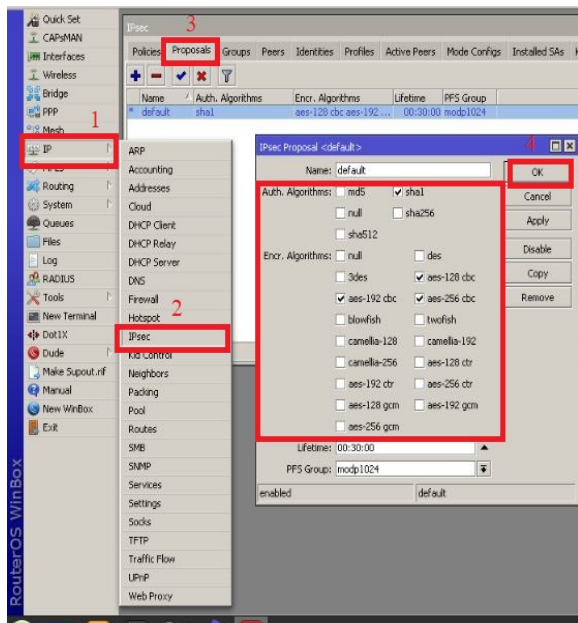 Quick Set
CAPsMAN
Interfaces
Wireless
Bridge
PPP
Mesh
IP
MPLS
Routing
System
Queues
Files
Log
RADIUS
Tools
New Terminal
Dot1X
Dude
Make Supout.rif
Manual
New WinBox
Exit
RouterOS WinBox
1
ARP
Accounting
Addresses
Cloud
DHCP Client
DHCP Relay
DHCP Server
DNS
Firewall
Hotspot
IPsec
Kid Control
Neighbors
Packing
Pool
Routes
SMB
SNMP
Services
Settings
Socks
TFTP
Traffic Flow
UPnP
Web Proxy
2
IPsec
3
Policies Proposals Groups Peers Identities Profiles Active Peers Mode Configs Installed SAs
Name Auth. Algorithms Encr. Algorithms Lifetime PFS Group
* default sha1 aes-128 cbc aes-192 ... 00:30:00 modp1024
IPsec Proposal <default>
4
Name: default
Auth. Algorithms: md5 sha1
null sha256
sha512
Encr. Algorithms: null des
3des aes-128 cbc
aes-192 cbc aes-256 cbc
blowfish twofish
camellia-128 camellia-192
camellia-256 aes-128 ctr
aes-192 ctr aes-256 ctr
aes-128 gcm aes-192 gcm
aes-256 gcm
Lifetime: 00:30:00
PFS Group: modp1024
enabled default
OK
Cancel
Apply
Disable
Copy
Remove